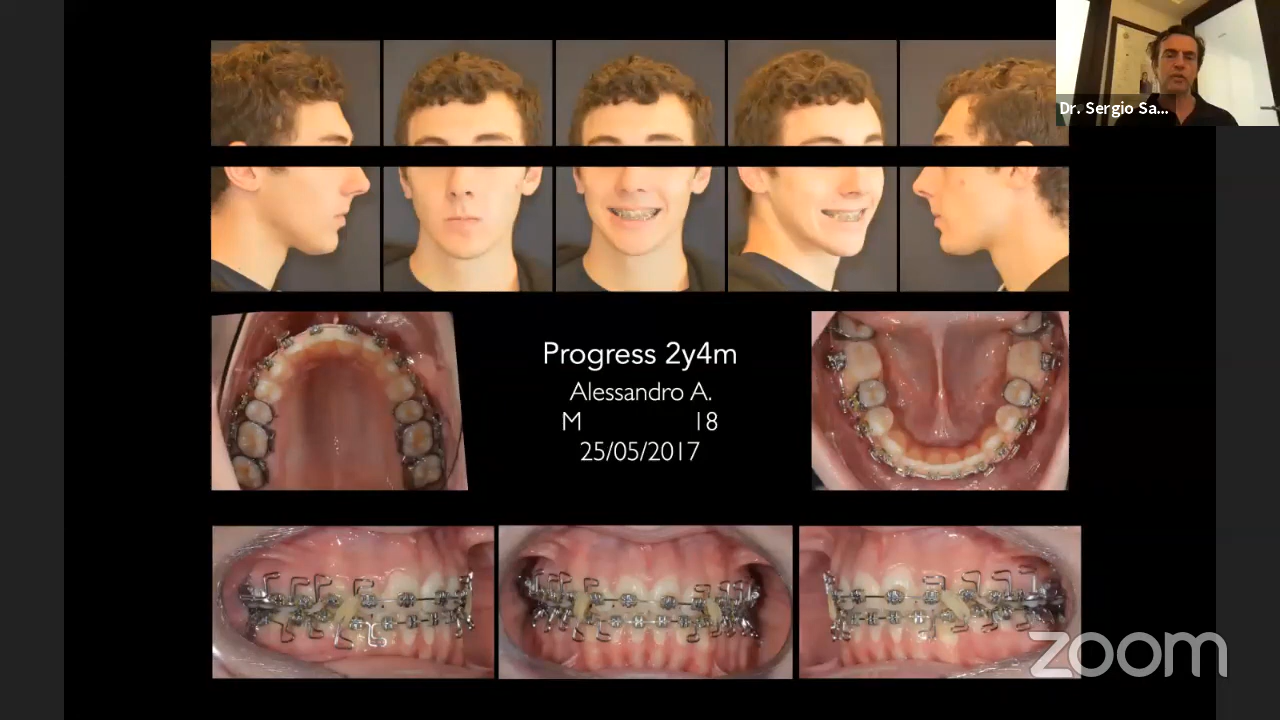 Dr. Sergio Sa...
Progress 2y4m
Alessandro A.
M 18
25/05/2017
zoom